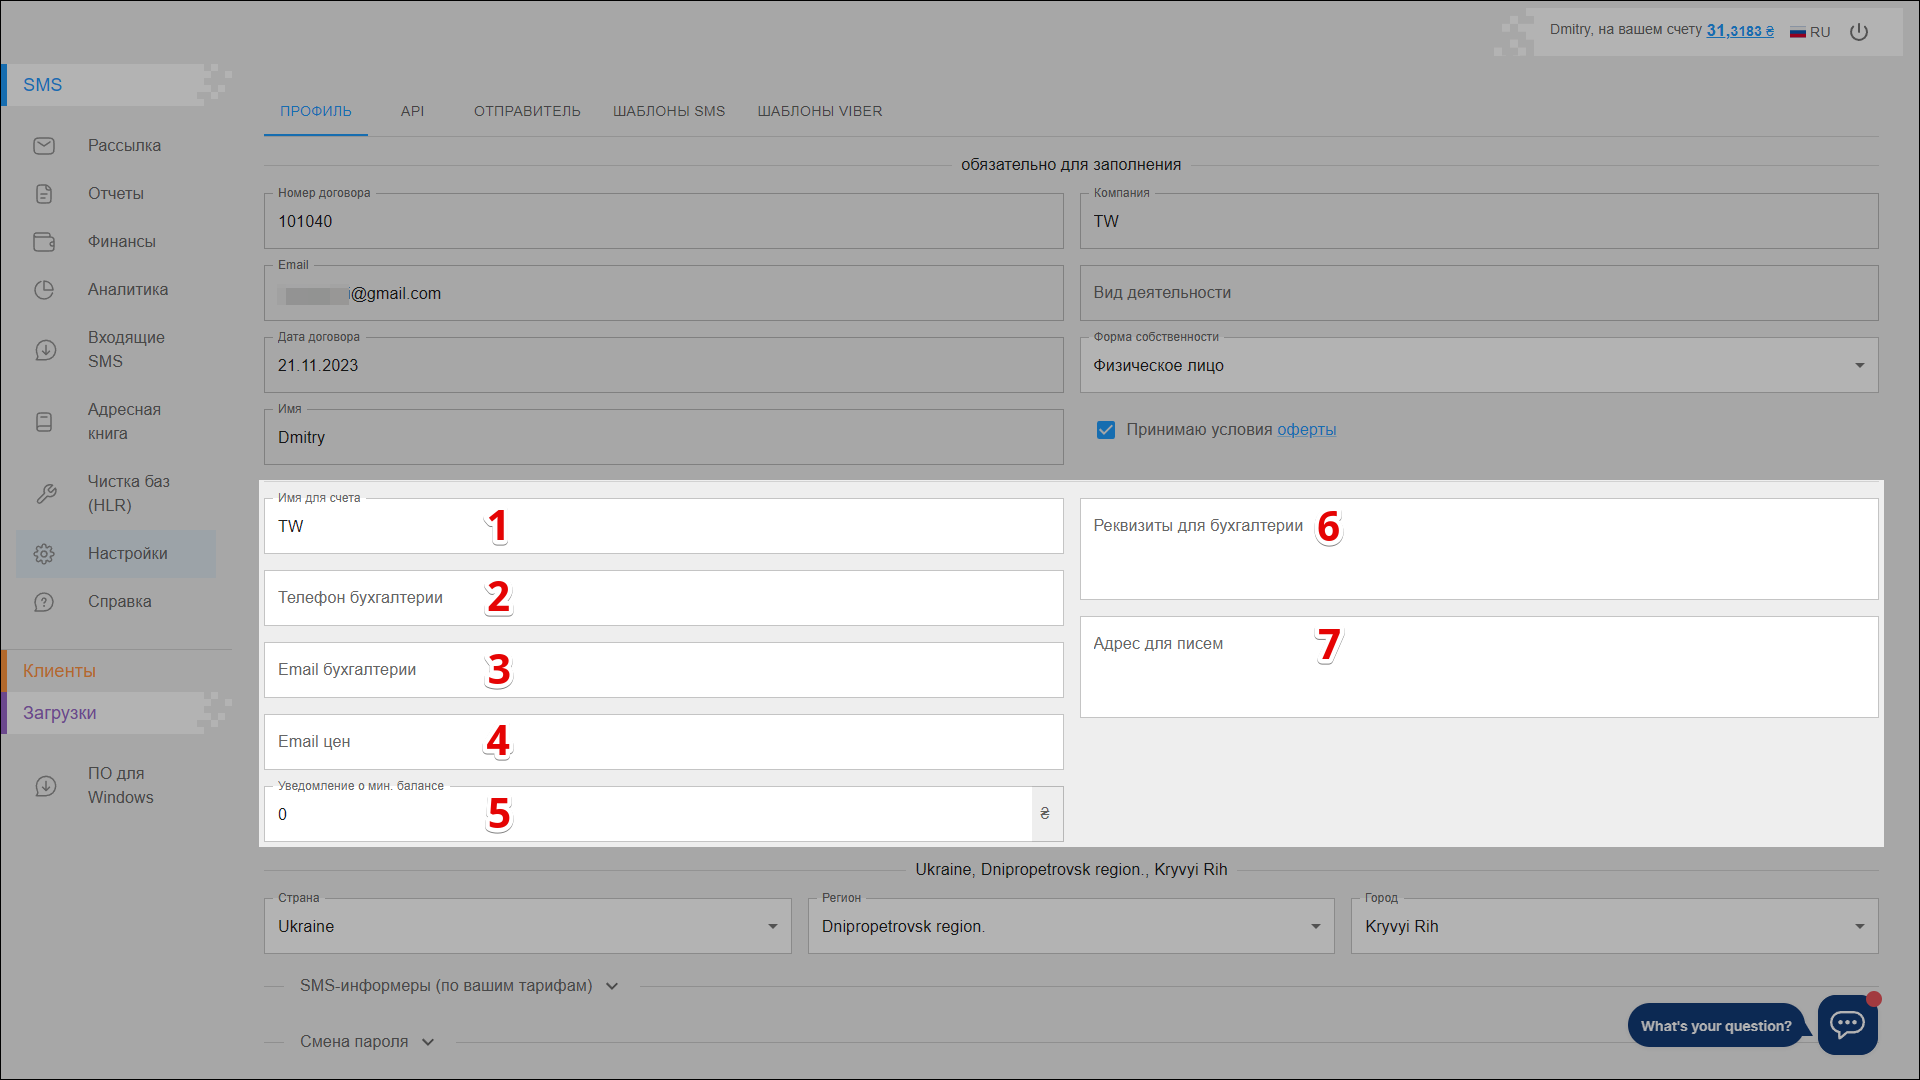 Dmitry, на вашем счету 31,3183 ₴
RU
SMS
Рассылка
Отчеты
Финансы
Аналитика
Входящие
SMS
Адресная
книга
Чистка баз
(HLR)
Настройки
Справка
Клиенты
Загрузки
ПО для
Windows
ПРОФИЛЬ
API
ОТПРАВИТЕЛЬ
ШАБЛОНЫ SMS
ШАБЛОНЫ VIBER
обязательно для заполнения
Номер договора
101040
Компания
TW
Email
i@gmail.com
Вид деятельности
Дата договора
21.11.2023
Форма собственности
Физическое лицо
Имя
Dmitry
Принимаю условия оферты
Имя для счета
TW
1
Телефон бухгалтерии
2
Email бухгалтерии
3
Email цен
4
Уведомление о мин. балансе
0
5
₴
Реквизиты для бухгалтерии
6
Адрес для писем
7
Ukraine, Dnipropetrovsk region., Kryvyi Rih
Страна
Ukraine
Регион
Dnipropetrovsk region.
Город
Kryvyi Rih
SMS-информеры (по вашим тарифам)
Смена пароля
What's your question?